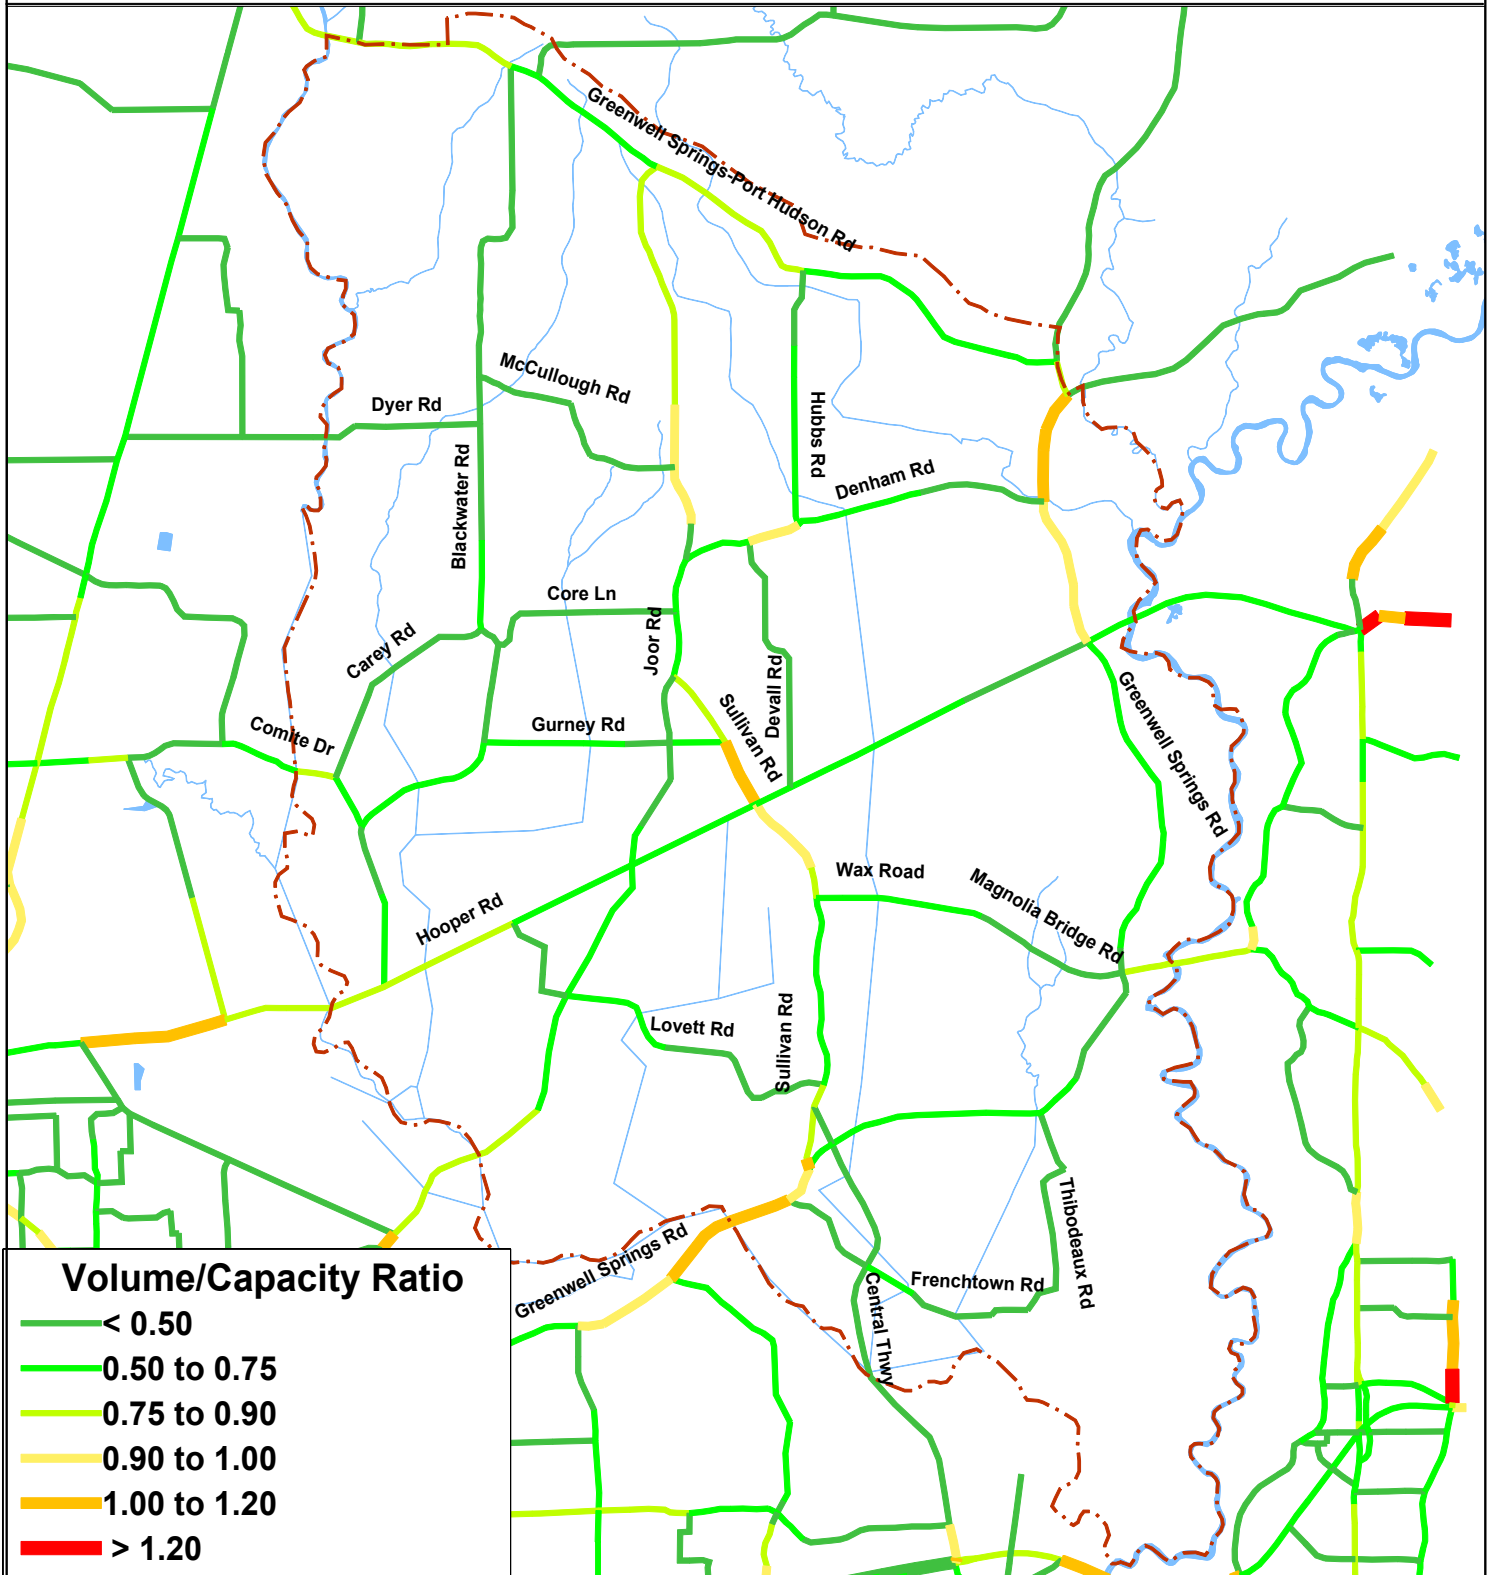 Greenwell Springs-Port Hudson Rd
McCullough Rd
Dyer Rd
Hubbs Rd
Blackwater Rd
Denham Rd
Core Ln
Joor Rd
Carey Rd
Devall Rd
Sullivan Rd
Gurney Rd
Comite Dr
Greenwell Springs Rd
Wax Road
Magnolia Bridge Rd
Hooper Rd
Lovett Rd
Sullivan Rd
Thibodeaux Rd
Greenwell Springs Rd
Frenchtown Rd
Central Thwy
Volume/Capacity Ratio
< 0.50
0.50 to 0.75
0.75 to 0.90
0.90 to 1.00
1.00 to 1.20
> 1.20